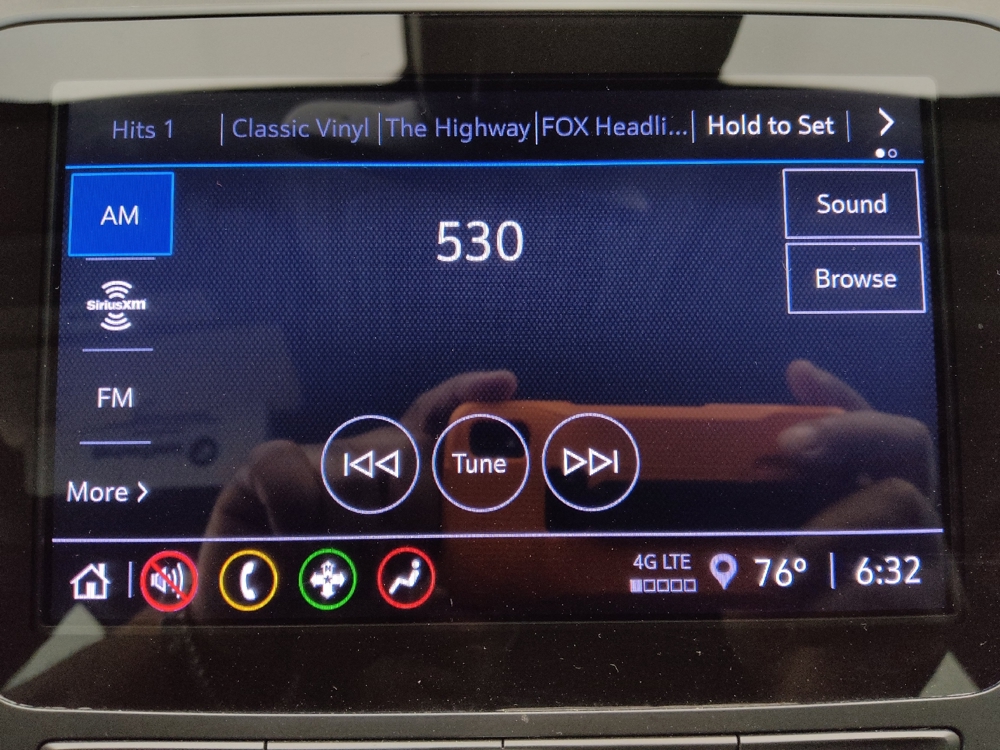 Hits 1 | Classic Vinyl | The Highway | FOX Headli... | Hold to Set |
AM
530
Sound
SiriusXM
Browse
FM
Tune
More >
4G LTE
76° | 6:32